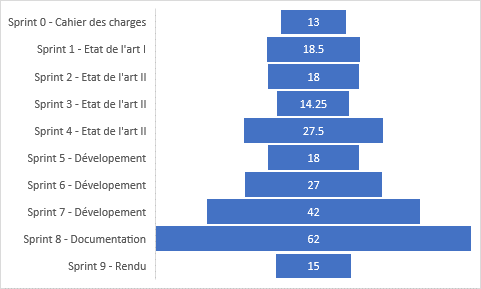 Sprint 0 - Cahier des charges 13
Sprint 1 - Etat de l'art I 18.5
Sprint 2 - Etat de l'art II 18
Sprint 3 - Etat de l'art II 14.25
Sprint 4 - Etat de l'art II 27.5
Sprint 5 - Dévelopement 18
Sprint 6 - Dévelopement 27
Sprint 7 - Dévelopement 42
Sprint 8 - Documentation 62
Sprint 9 - Rendu 15